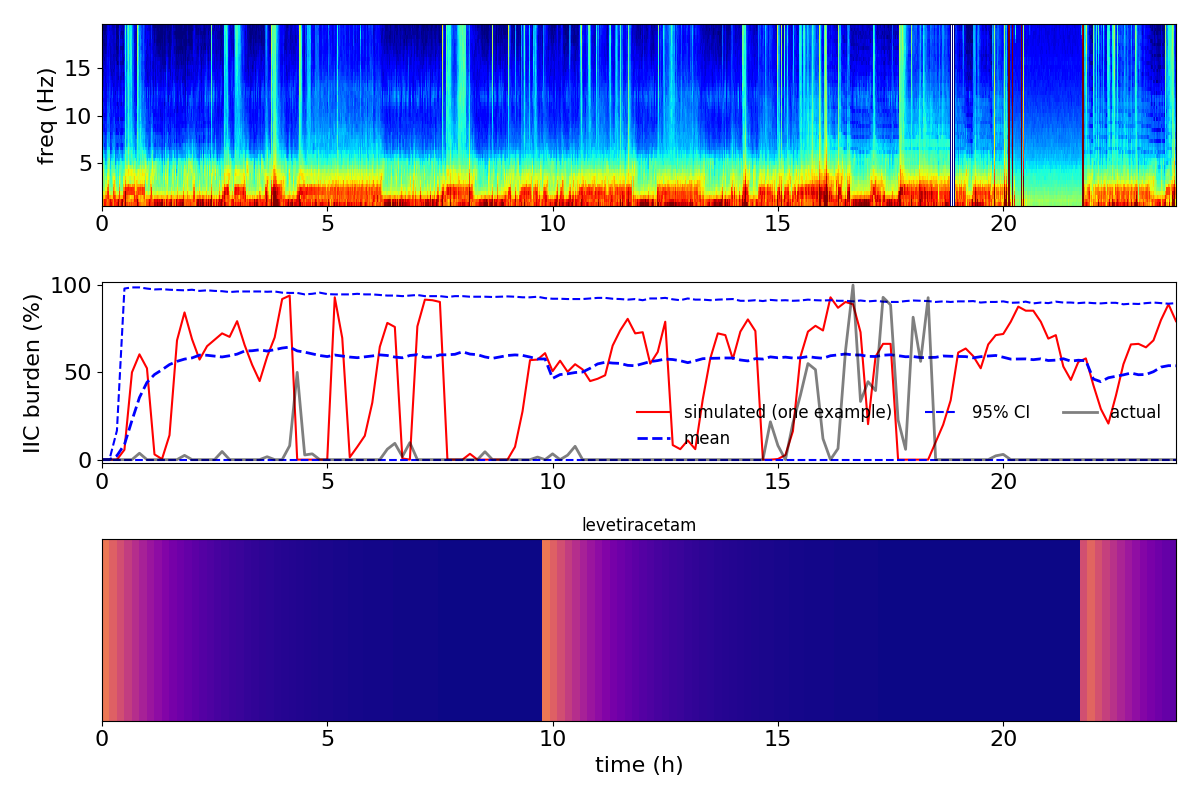 freq (Hz)
15
10
5
0 5 10 15 20
IIC burden (%)
100
50
0
simulated (one example) 95% CI actual
mean
0 5 10 15 20
levetiracetam
0 5 10 15 20
time (h)